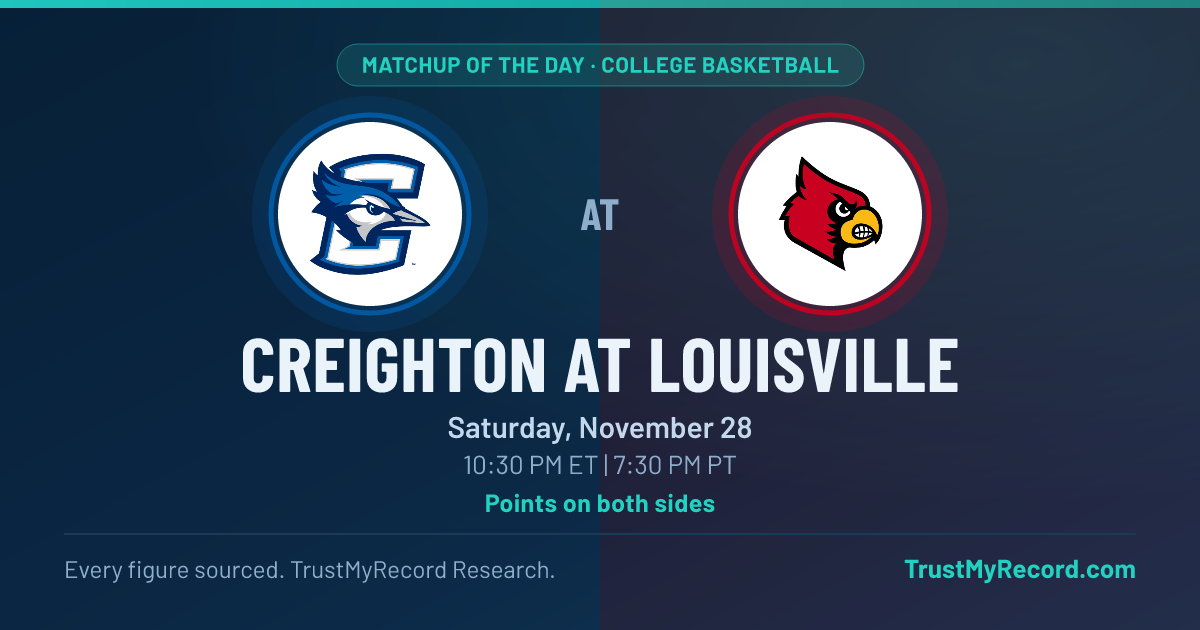 MATCHUP OF THE DAY · COLLEGE BASKETBALL
AT
CREIGHTON AT LOUISVILLE
Saturday, November 28
10:30 PM ET | 7:30 PM PT
Points on both sides
Every figure sourced. TrustMyRecord Research.
TrustMyRecord.com